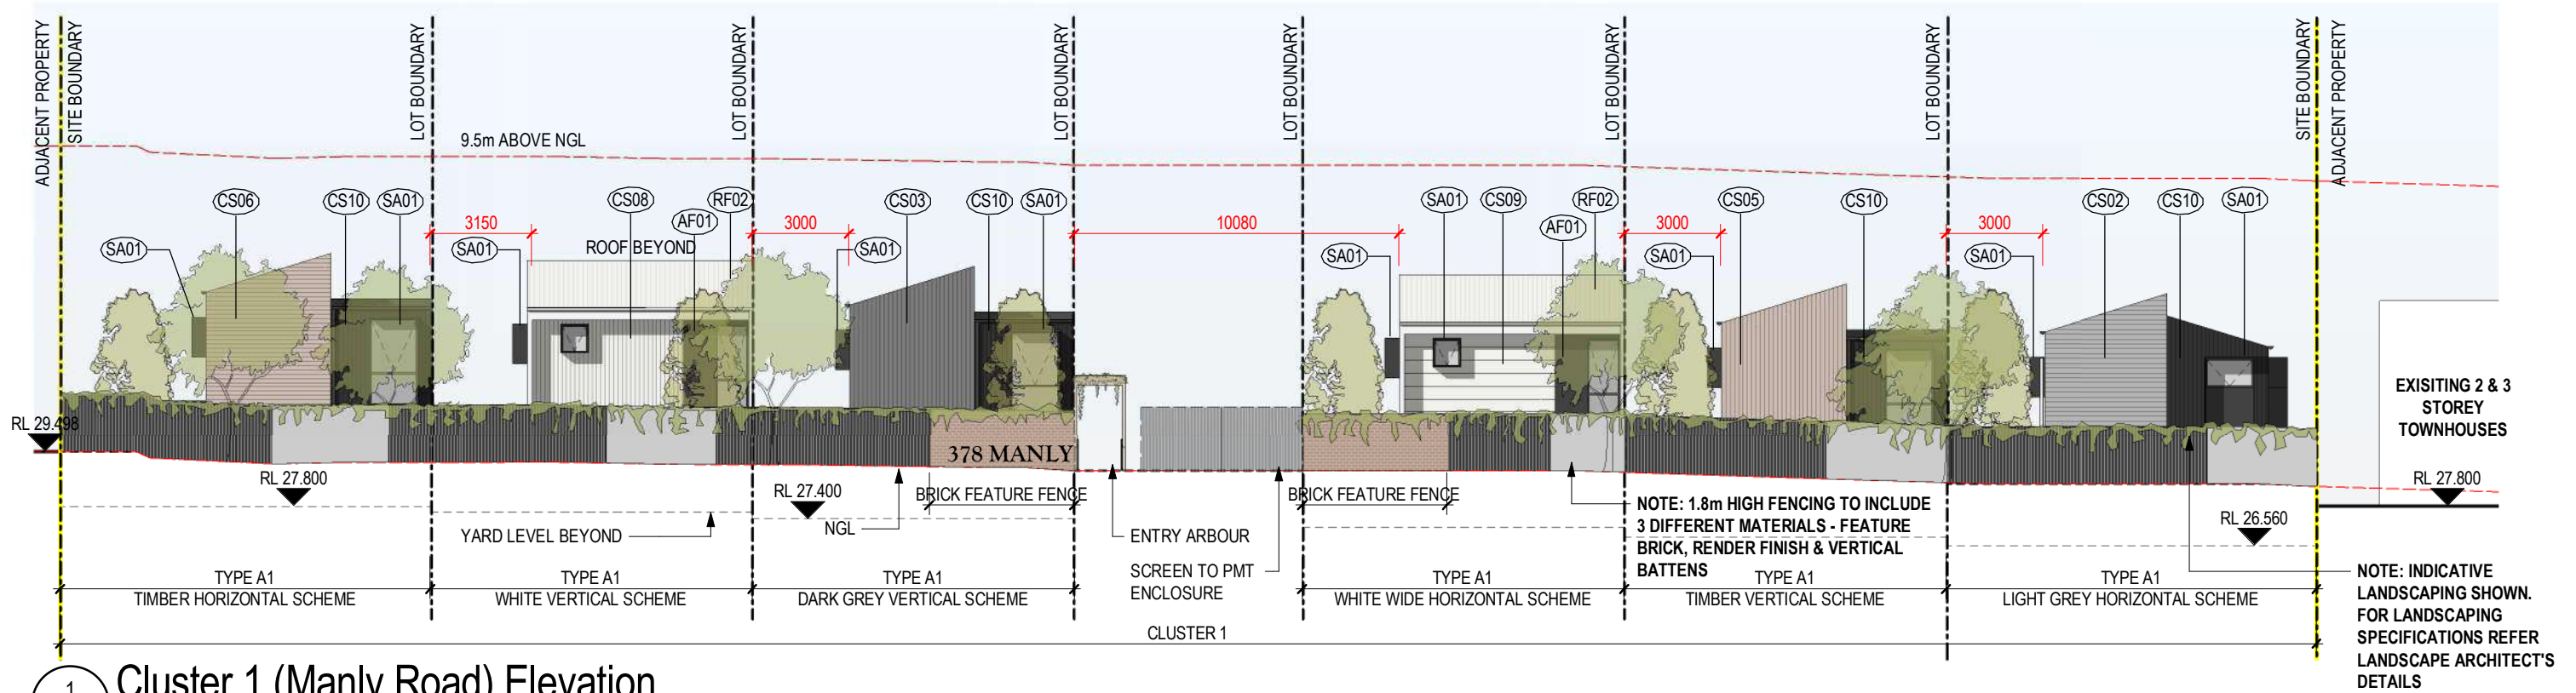 ADJACENT PROPERTY
SITE BOUNDARY
LOT BOUNDARY
LOT BOUNDARY
LOT BOUNDARY
LOT BOUNDARY
LOT BOUNDARY
LOT BOUNDARY
SITE BOUNDARY
ADJACENT PROPERTY
9.5m ABOVE NGL
CS06
CS10
SA01
CS08
RF02
CS03
CS10
SA01
SA01
CS09
RF02
CS05
CS10
CS02
CS10
SA01
3150
AF01
3000
10080
AF01
3000
3000
SA01
SA01
ROOF BEYOND
SA01
SA01
SA01
SA01
EXISITING 2 & 3
STOREY
TOWNHOUSES
RL 29.498
378 MANLY
RL 27.800
RL 27.400
BRICK FEATURE FENCE
BRICK FEATURE FENCE
RL 27.800
NOTE: 1.8m HIGH FENCING TO INCLUDE
3 DIFFERENT MATERIALS - FEATURE
BRICK, RENDER FINISH & VERTICAL
BATTENS
RL 26.560
YARD LEVEL BEYOND
NGL
ENTRY ARBOUR
SCREEN TO PMT
ENCLOSURE
TYPE A1
TIMBER HORIZONTAL SCHEME
TYPE A1
WHITE VERTICAL SCHEME
TYPE A1
DARK GREY VERTICAL SCHEME
TYPE A1
WHITE WIDE HORIZONTAL SCHEME
TYPE A1
TIMBER VERTICAL SCHEME
TYPE A1
LIGHT GREY HORIZONTAL SCHEME
NOTE: INDICATIVE
LANDSCAPING SHOWN.
FOR LANDSCAPING
SPECIFICATIONS REFER
LANDSCAPE ARCHITECT'S
DETAILS
CLUSTER 1
1
Cluster 1 (Manly Road) Elevation